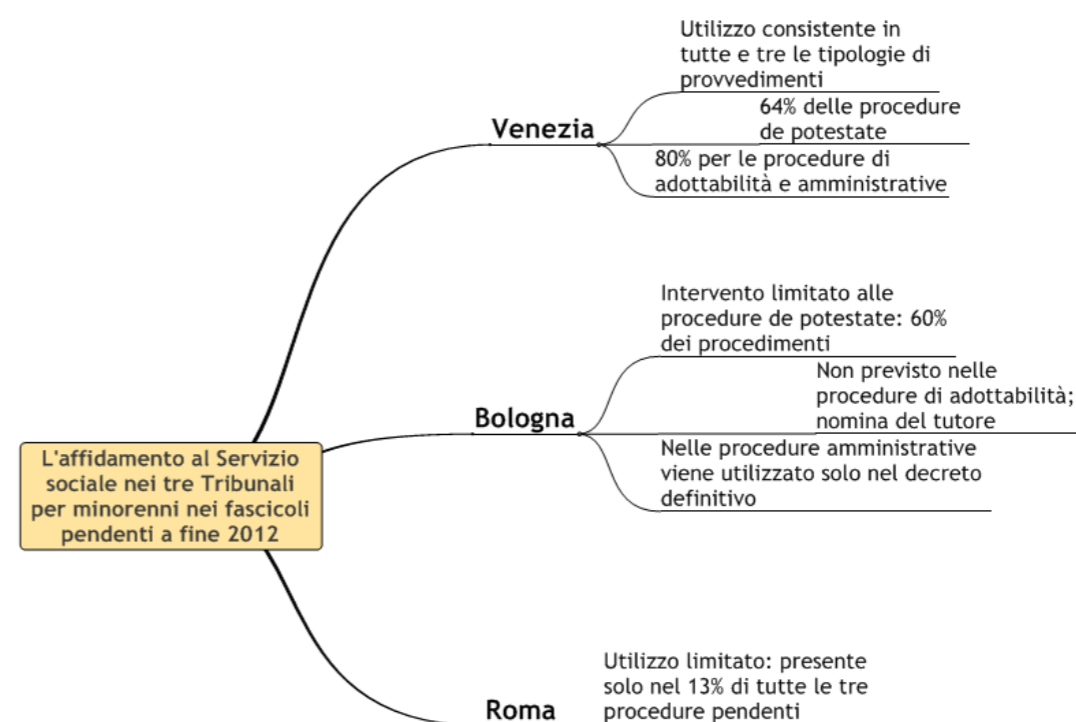 Utilizzo consistente in
tutte e tre le tipologie di
provvedimenti
Venezia
64% delle procedure
de potestate
80% per le procedure di
adottabilità e amministrative
Intervento limitato alle
procedure de potestate: 60%
dei procedimenti
Bologna
Non previsto nelle
procedure di adottabilità;
nomina del tutore
Nelle procedure amministrative
viene utilizzato solo nel decreto
definitivo
L'affidamento al Servizio
sociale nei tre Tribunali
per minorenni nei fascicoli
pendenti a fine 2012
Roma
Utilizzo limitato: presente
solo nel 13% di tutte le tre
procedure pendenti